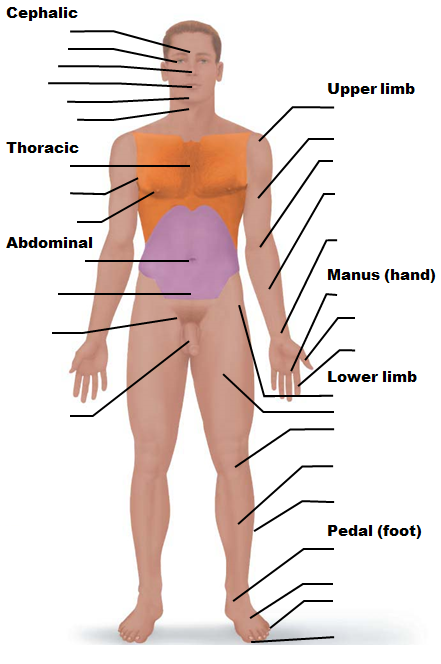 Cephalic
Upper limb
Thoracic
Abdominal
Manus (hand)
Lower limb
Pedal (foot)